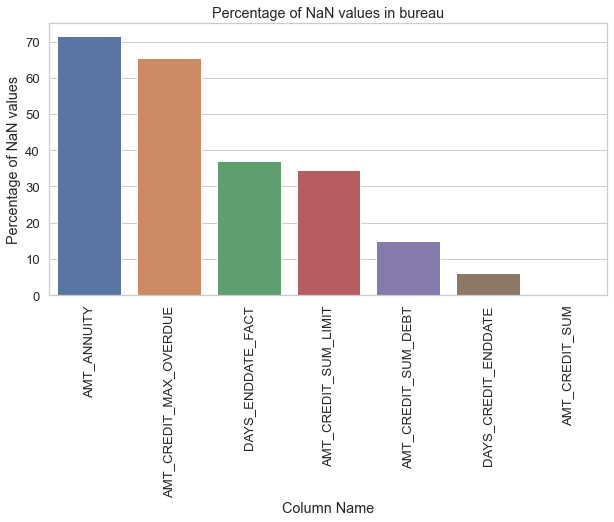 Percentage of NaN values in bureau
Percentage of NaN values
70
60
50
40
30
20
10
0
AMT_ANNUITY
AMT_CREDIT_MAX_OVERDUE
DAYS_ENDDATE_FACT
AMT_CREDIT_SUM_LIMIT
AMT_CREDIT_SUM_DEBT
DAYS_CREDIT_ENDDATE
AMT_CREDIT_SUM
Column Name